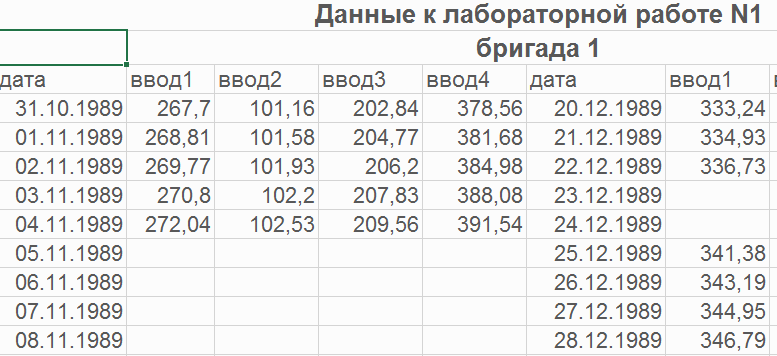 Данные к лабораторной работе N1
бригада 1
дата ввод1 ввод2 ввод3 ввод4 дата ввод1
31.10.1989 267,7 101,16 202,84 378,56 20.12.1989 333,24
01.11.1989 268,81 101,58 204,77 381,68 21.12.1989 334,93
02.11.1989 269,77 101,93 206,2 384,98 22.12.1989 336,73
03.11.1989 270,8 102,2 207,83 388,08 23.12.1989
04.11.1989 272,04 102,53 209,56 391,54 24.12.1989
05.11.1989 25.12.1989 341,38
06.11.1989 26.12.1989 343,19
07.11.1989 27.12.1989 344,95
08.11.1989 28.12.1989 346,79